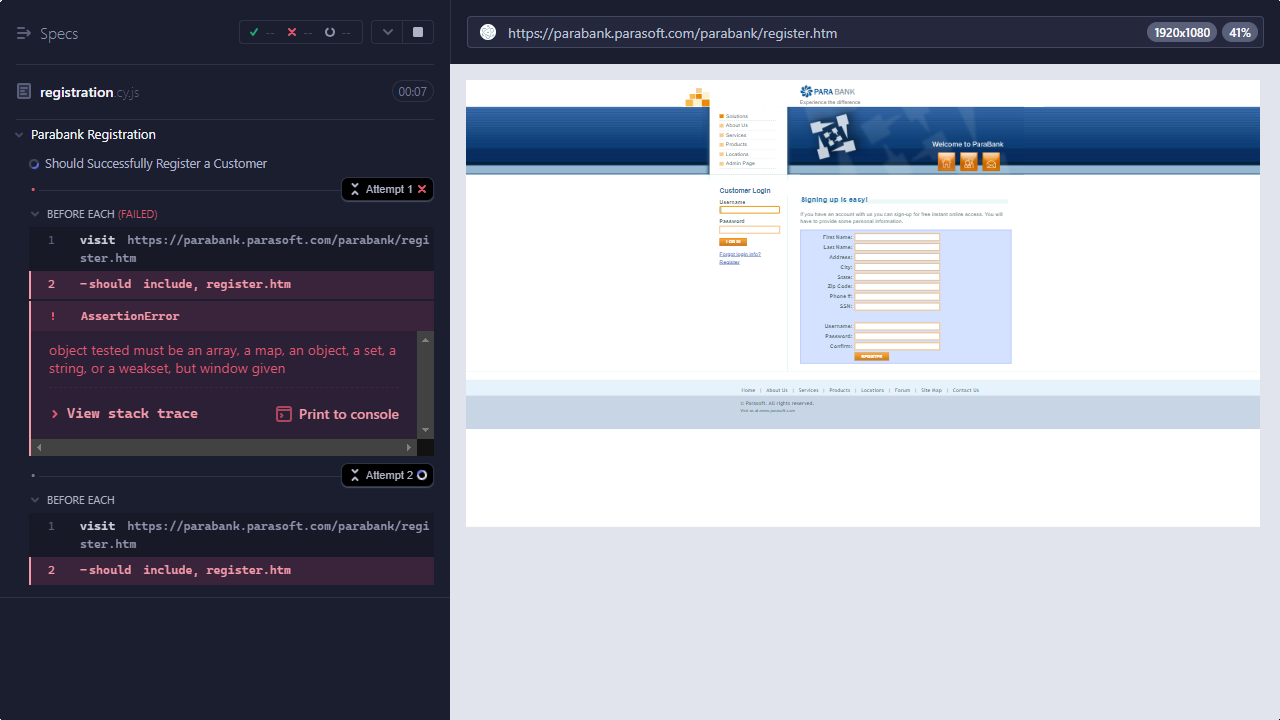 Specs
--
--
--
https://parabank.parasoft.com/parabank/register.htm
1920x1080
41%
registration.cy.js
00:07
Parabank Registration
Should Successfully Register Customer
Attempt 1
BEFORE EACH (FAILED)
1 visit https://parabank.parasoft.com/parabank/regi
ster.htm
2 -should include, register.htm
! AssertionError
object tested must be an array, a map, an object, a set, a
string, or a weakset, but window given
View stack trace
Print to console
Attempt 2
BEFORE EACH
1 visit https://parabank.parasoft.com/parabank/regi
ster.htm
2 -should include, register.htm
PARA BANK
Experience the difference
Solutions
About Us
Services
Products
Locations
Admin Page
Welcome to ParaBank
Customer Login
Username
Password
LOG IN
Forgot login info?
Register
Signing up is easy!
If you have an account with us you can sign-up for free instant online access. You will
have to provide some personal information.
First Name:
Last Name:
Address:
City:
State:
Zip Code:
Phone #:
SSN:
Username:
Password:
Confirm:
REGISTER
Home | About Us | Services | Products | Locations | Forum | Site Map | Contact Us
© Parasoft. All rights reserved.
Visit us at www.parasoft.com